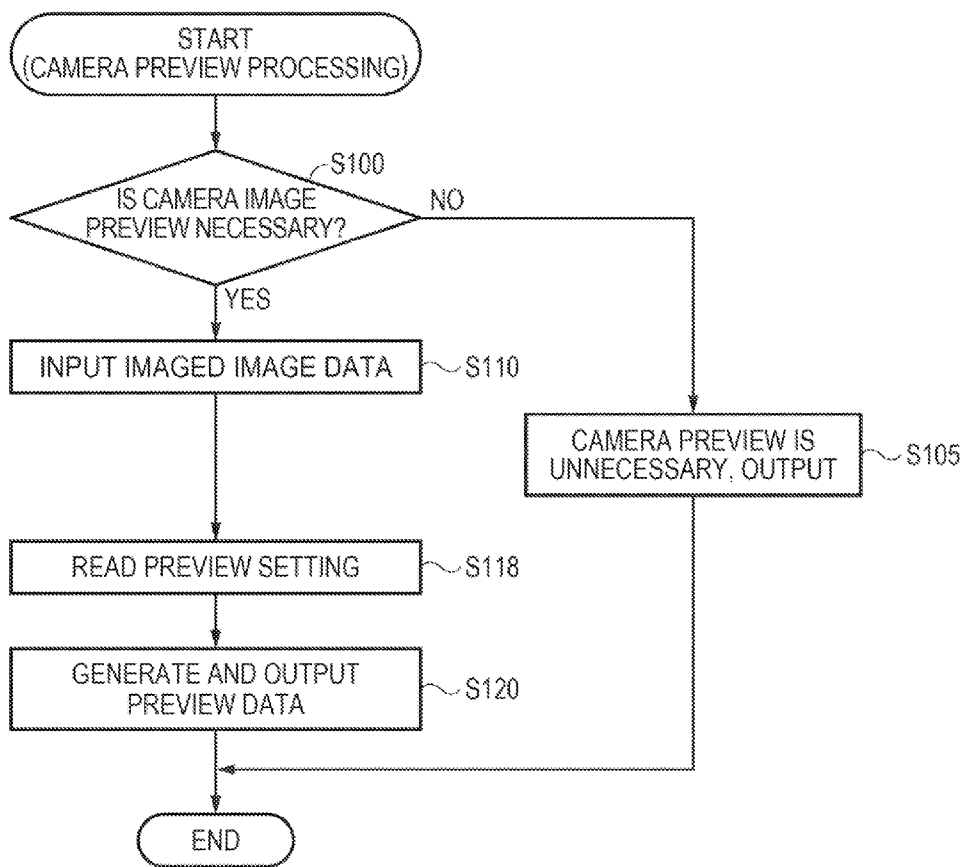 START
(CAMERA PREVIEW PROCESSING)
S100
IS CAMERA IMAGE
PREVIEW NECESSARY?
NO
YES
INPUT IMAGED IMAGE DATA
S110
CAMERA PREVIEW IS
UNNECESSARY, OUTPUT
S105
READ PREVIEW SETTING
S118
GENERATE AND OUTPUT
PREVIEW DATA
S120
END